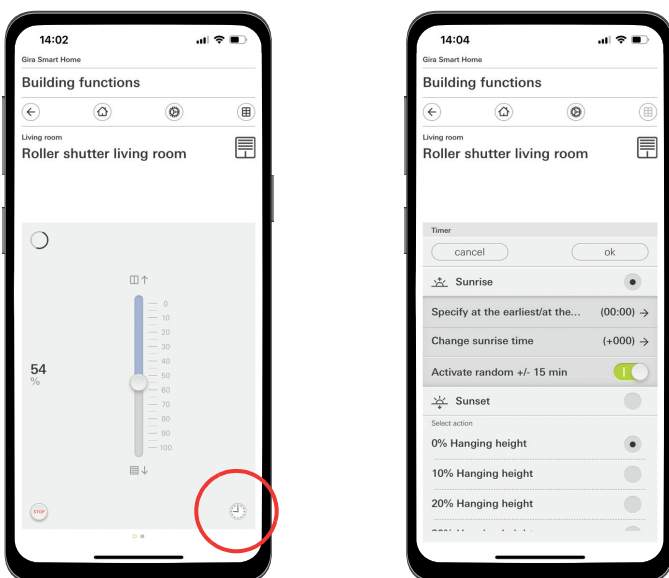 14:02
Gira Smart Home
Building functions
Living room
Roller shutter living room
0
10
20
30
40
50
60
70
80
90
100
54
%
STOP
14:04
Gira Smart Home
Building functions
Living room
Roller shutter living room
Timer
cancel ok
Sunrise
Specify at the earliest/at the... (00:00) →
Change sunrise time (+000) →
Activate random +/- 15 min
Sunset
Select action
0% Hanging height
10% Hanging height
20% Hanging height